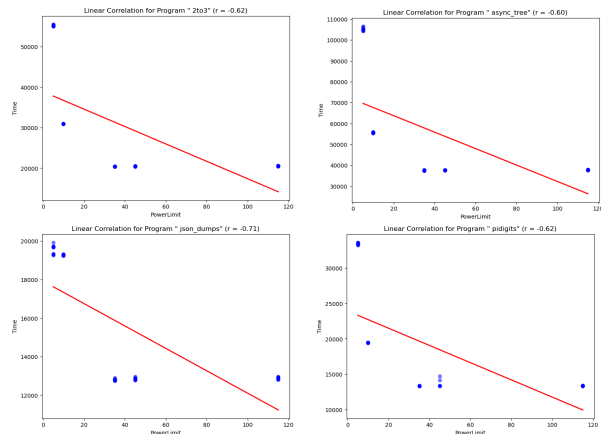 Linear Correlation for Program " 2to3" (r = -0.62)
Time
50000
40000
30000
20000
0 20 40 60 80 100 120
PowerLimit
Linear Correlation for Program " async_tree" (r = -0.60)
Time
110000
100000
90000
80000
70000
60000
50000
40000
30000
0 20 40 60 80 100 120
PowerLimit
Linear Correlation for Program " json_dumps" (r = -0.71)
Time
20000
18000
16000
14000
12000
0 20 40 60 80 100 120
PowerLimit
Linear Correlation for Program " pidigits" (r = -0.62)
Time
35000
30000
25000
20000
15000
10000
0 20 40 60 80 100 120
PowerLimit